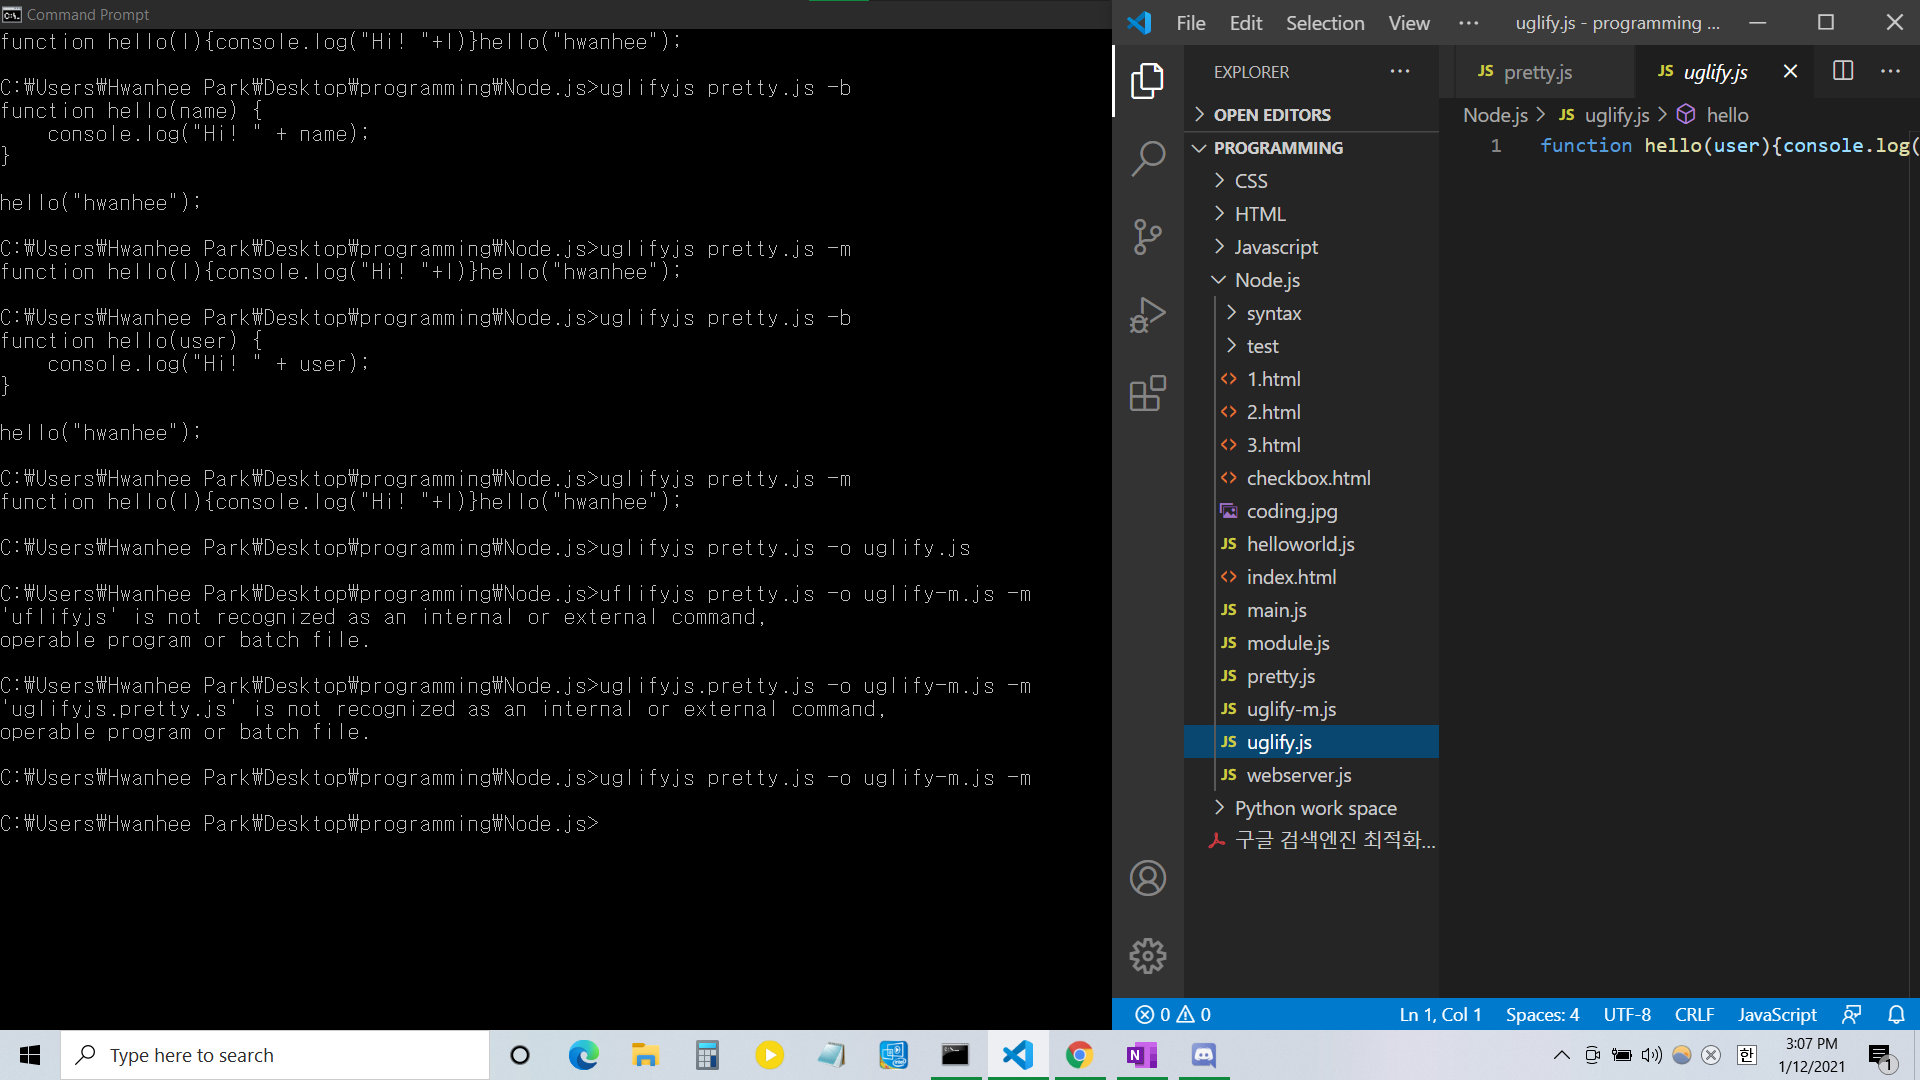 Command Prompt
function hello(l){console.log("Hi! "+l)}hello("hwanhee");
C:₩Users₩Hwanhee Park₩Desktop₩programming₩Node.js>uglifyjs pretty.js -b
function hello(name) {
    console.log("Hi! " + name);
}
hello("hwanhee");
C:₩Users₩Hwanhee Park₩Desktop₩programming₩Node.js>uglifyjs pretty.js -m
function hello(l){console.log("Hi! "+l)}hello("hwanhee");
C:₩Users₩Hwanhee Park₩Desktop₩programming₩Node.js>uglifyjs pretty.js -b
function hello(user) {
    console.log("Hi! " + user);
}
hello("hwanhee");
C:₩Users₩Hwanhee Park₩Desktop₩programming₩Node.js>uglifyjs pretty.js -m
function hello(l){console.log("Hi! "+l)}hello("hwanhee");
C:₩Users₩Hwanhee Park₩Desktop₩programming₩Node.js>uglifyjs pretty.js -o uglify.js
C:₩Users₩Hwanhee Park₩Desktop₩programming₩Node.js>uflifyjs pretty.js -o uglify-m.js -m
'uflifyjs' is not recognized as an internal or external command,
operable program or batch file.
C:₩Users₩Hwanhee Park₩Desktop₩programming₩Node.js>uglifyjs.pretty.js -o uglify-m.js -m
'uglifyjs.pretty.js' is not recognized as an internal or external command,
operable program or batch file.
C:₩Users₩Hwanhee Park₩Desktop₩programming₩Node.js>uglifyjs pretty.js -o uglify-m.js -m
C:₩Users₩Hwanhee Park₩Desktop₩programming₩Node.js>
File Edit Selection View ··· uglify.js - programming ...
EXPLORER ···
OPEN EDITORS
PROGRAMMING
CSS
HTML
Javascript
Node.js
syntax
test
<> 1.html
<> 2.html
<> 3.html
<> checkbox.html
coding.jpg
JS helloworld.js
<> index.html
JS main.js
JS module.js
JS pretty.js
JS uglify-m.js
JS uglify.js
JS webserver.js
Python work space
구글 검색엔진 최적화...
JS pretty.js JS uglify.js
Node.js > JS uglify.js > hello
1 function hello(user){console.log(
0 0 Ln 1, Col 1 Spaces: 4 UTF-8 CRLF JavaScript
Type here to search
한 3:07 PM
1/12/2021
1